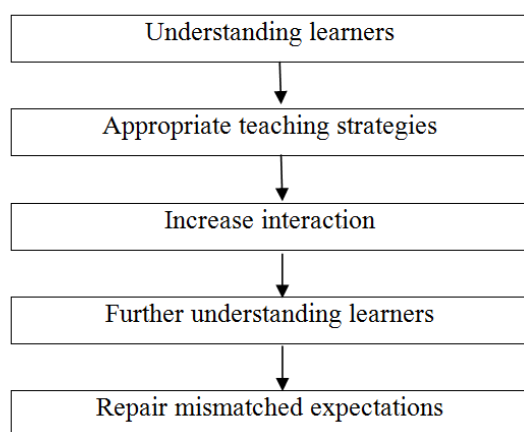 Understanding learners
Appropriate teaching strategies
Increase interaction
Further understanding learners
Repair mismatched expectations